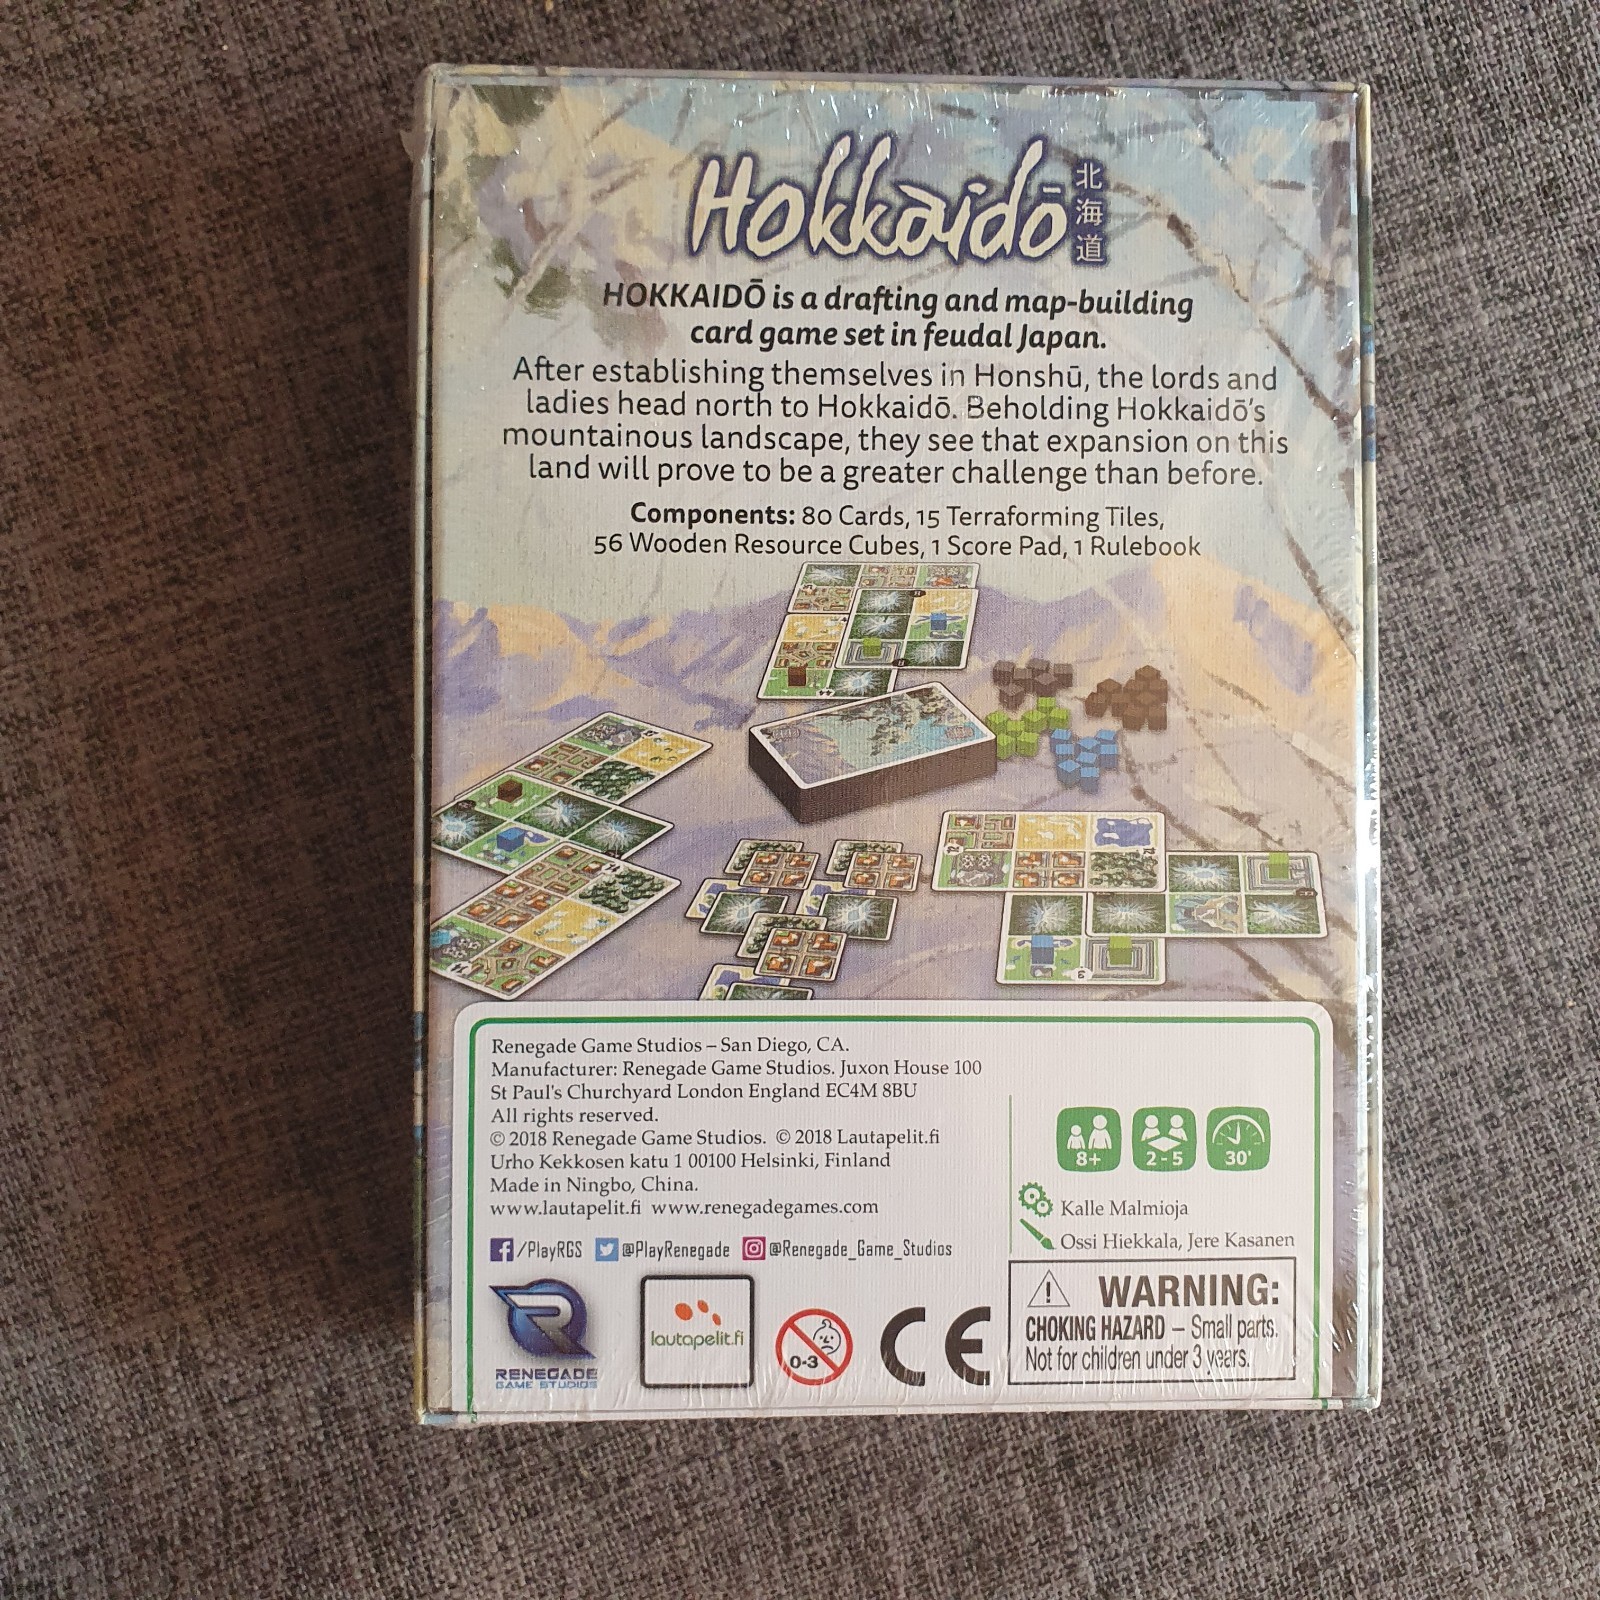 Hokkaidō
北海道
HOKKAIDŌ is a drafting and map-building
card game set in feudal Japan.
After establishing themselves in Honshū, the lords and
ladies head north to Hokkaidō. Beholding Hokkaidō's
mountainous landscape, they see that expansion on this
land will prove to be a greater challenge than before.
Components: 80 Cards, 15 Terraforming Tiles,
56 Wooden Resource Cubes, 1 Score Pad, 1 Rulebook
Renegade Game Studios – San Diego, CA.
Manufacturer: Renegade Game Studios. Juxon House 100
St Paul's Churchyard London England EC4M 8BU
All rights reserved.
© 2018 Renegade Game Studios. © 2018 Lautapelit.fi
Urho Kekkosen katu 1 00100 Helsinki, Finland
Made in Ningbo, China.
www.lautapelit.fi www.renegadegames.com
/PlayRGS @PlayRenegade @Renegade_Game_Studios
8+ 2-5 30'
Kalle Malmioja
Ossi Hiekkala, Jere Kasanen
RENEGADE
GAME STUDIOS
lautapelit.fi
0-3
CE
WARNING:
CHOKING HAZARD – Small parts.
Not for children under 3 years.